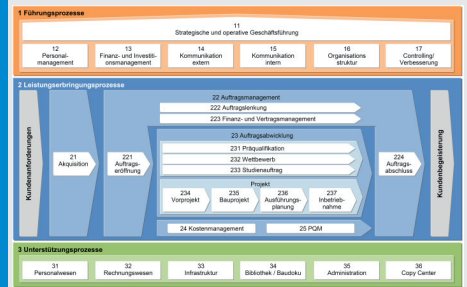 1 Führungsprozesse
11
Strategische und operative Geschäftsführung
12
Personal-
management
13
Finanz- und Investiti-
onsmanagement
14
Kommunikation
extern
15
Kommunikation
intern
16
Organisations
struktur
17
Controlling/
Verbesserung
2 Leistungserbringungsprozesse
Kundenanforderungen
21
Akquisition
221
Auftrags-
eröffnung
22 Auftragsmanagement
222 Auftragslenkung
223 Finanz- und Vertragsmanagement
23 Auftragsabwicklung
231 Präqualifikation
232 Wettbewerb
233 Studienauftrag
Projekt
234
Vorprojekt
235
Bauprojekt
236
Ausführungs-
planung
237
Inbetrieb-
nahme
24 Kostenmanagement
25 PQM
224
Auftrags-
abschluss
Kundenbegeisterung
3 Unterstützungsprozesse
31
Personalwesen
32
Rechnungswesen
33
Infrastruktur
34
Bibliothek / Baudoku
35
Administration
36
Copy Center